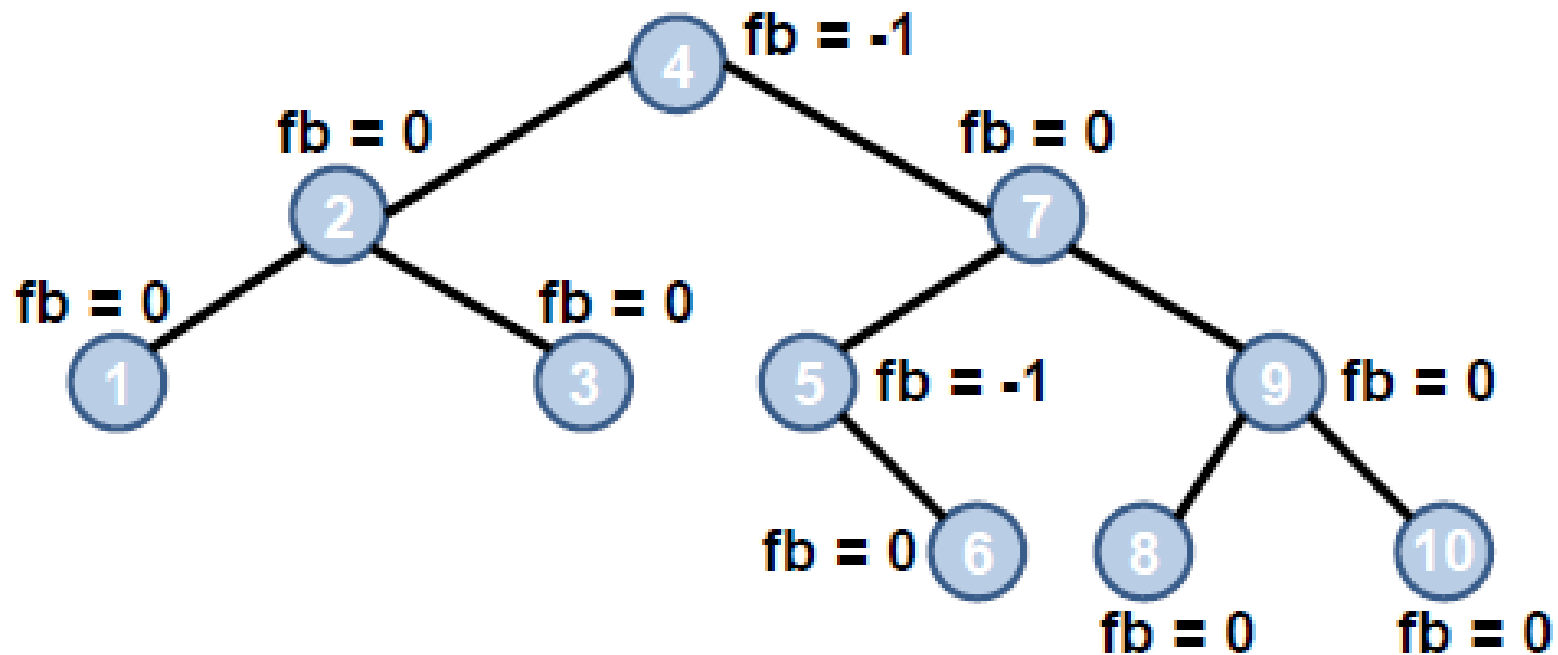 4 fb = -1
fb = 0 fb = 0
2 7
fb = 0 fb = 0
1 3 5 fb = -1 9 fb = 0
fb = 0 6 8 10
fb = 0 fb = 0